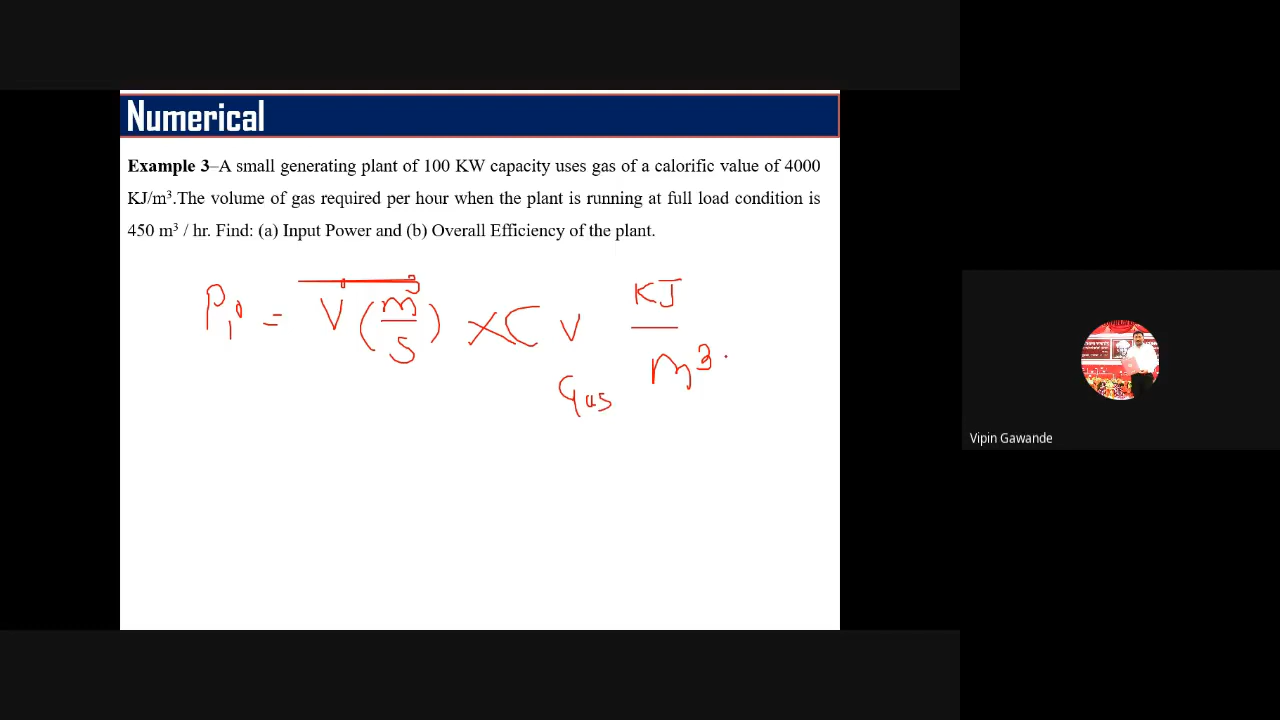 Numerical
Example 3–A small generating plant of 100 KW capacity uses gas of a calorific value of 4000
KJ/m³.The volume of gas required per hour when the plant is running at full load condition is
450 m³ / hr. Find: (a) Input Power and (b) Overall Efficiency of the plant.
= V (m³/s) × C v KJ/m³
Gas
Vipin Gawande